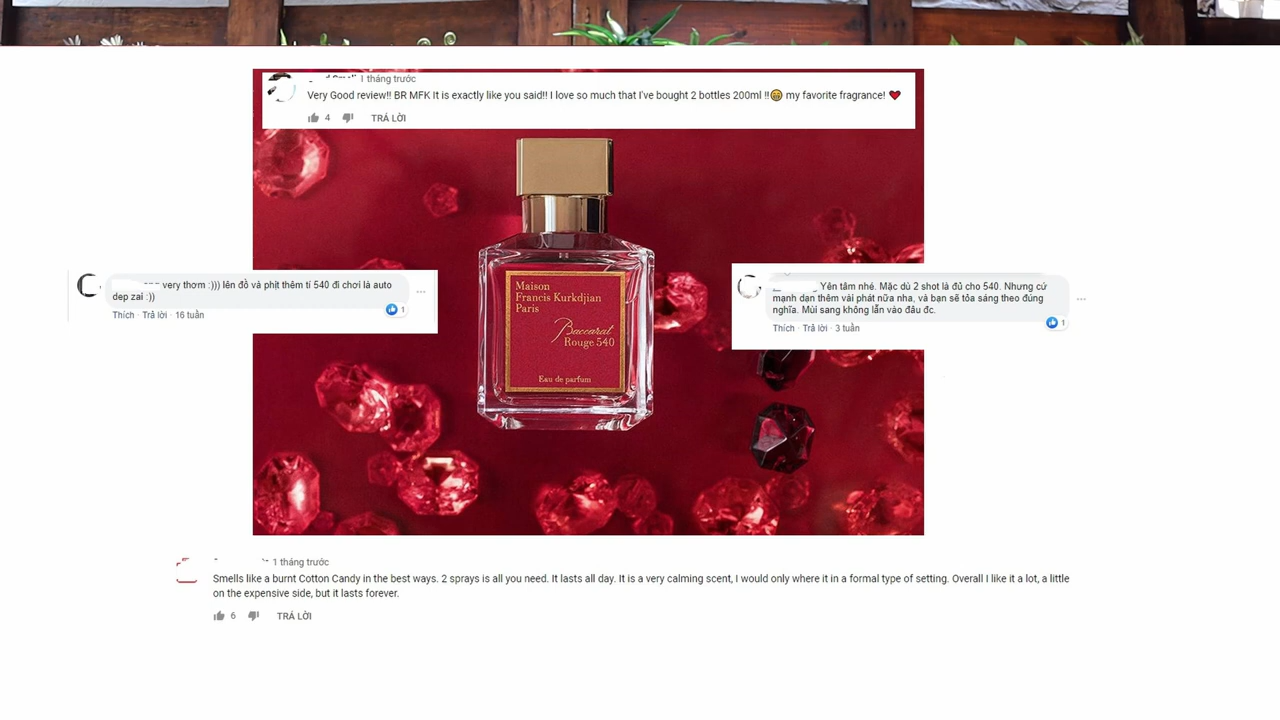 1 tháng trước
Very Good review!! BR MFK It is exactly like you said!! I love so much that I've bought 2 bottles 200ml !!😁 my favorite fragrance! ❤
4 TRẢ LỜI
very thơm :))) lên đồ và phịt thêm tí 540 đi chơi là auto
dep zai :))
1
Thích · Trả lời · 16 tuần
Yên tâm nhé. Mặc dù 2 shot là đủ cho 540. Nhưng cứ
mạnh dạn thêm vài phát nữa nha, và bạn sẽ tỏa sáng theo đúng
nghĩa. Mùi sang không lẫn vào đâu đc.
1
Thích · Trả lời · 3 tuần
Maison
Francis Kurkdjian
Paris
Baccarat
Rouge 540
Eau de parfum
1 tháng trước
Smells like a burnt Cotton Candy in the best ways. 2 sprays is all you need. It lasts all day. It is a very calming scent, I would only where it in a formal type of setting. Overall I like it a lot, a little
on the expensive side, but it lasts forever.
6 TRẢ LỜI